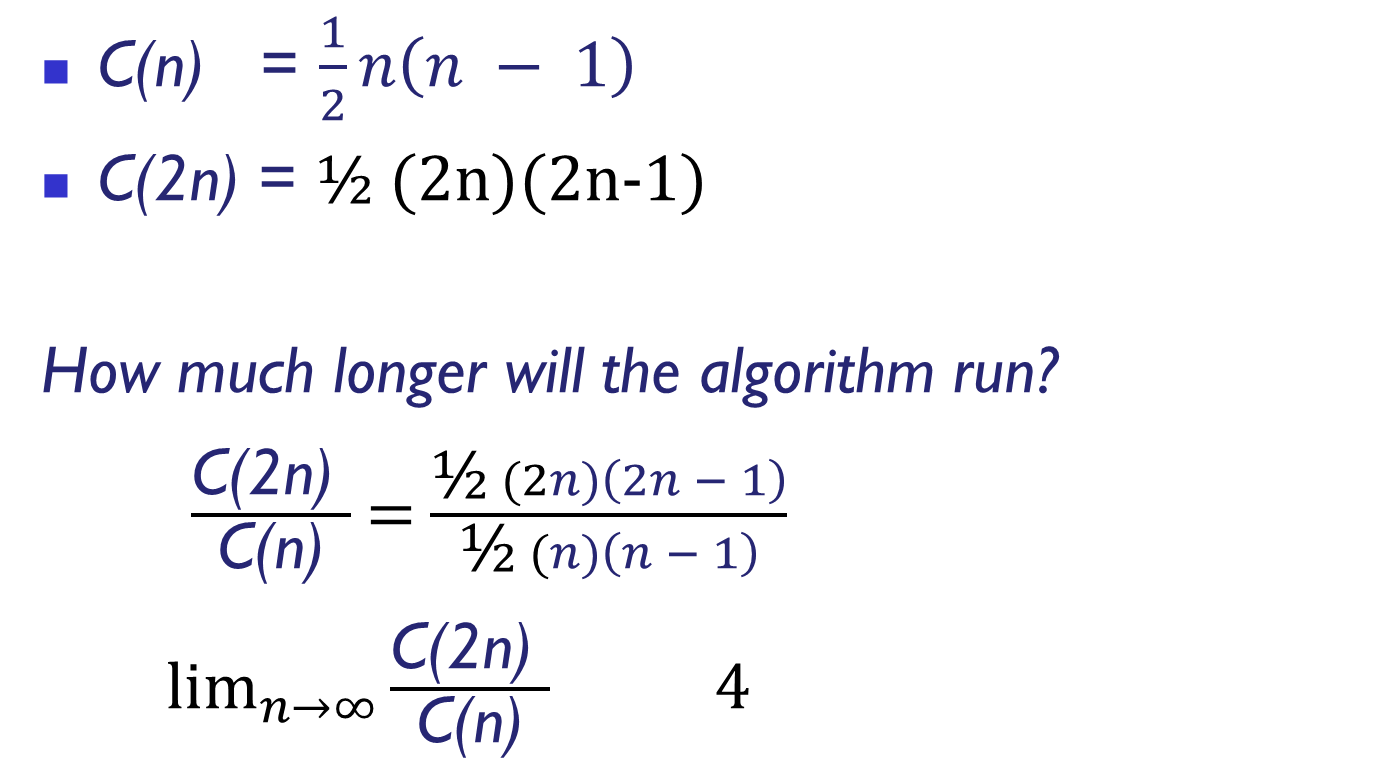 ▪ C(n) = 1/2 n(n − 1)
▪ C(2n) = ½ (2n)(2n-1)
How much longer will the algorithm run?
C(2n)/C(n) = ½ (2n)(2n − 1)/½ (n)(n − 1)
lim n→∞ C(2n)/C(n) 4